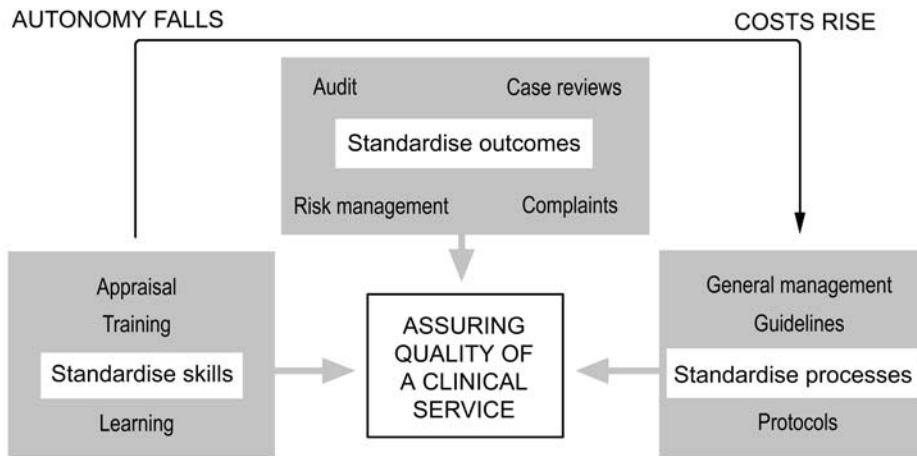 AUTONOMY FALLS
COSTS RISE
Audit
Case reviews
Standardise outcomes
Risk management
Complaints
Appraisal
Training
Standardise skills
Learning
ASSURING
QUALITY OF
A CLINICAL
SERVICE
General management
Guidelines
Standardise processes
Protocols